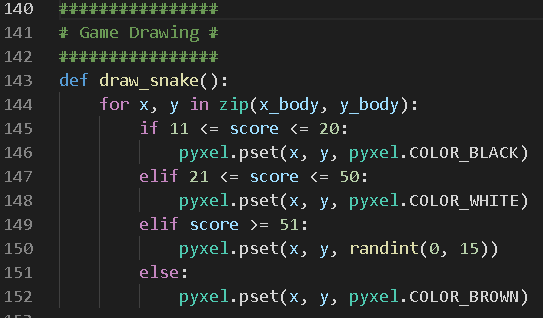 140 ################
141 # Game Drawing #
142 ################
143 def draw_snake():
144     for x, y in zip(x_body, y_body):
145         if 11 <= score <= 20:
146             pyxel.pset(x, y, pyxel.COLOR_BLACK)
147         elif 21 <= score <= 50:
148             pyxel.pset(x, y, pyxel.COLOR_WHITE)
149         elif score >= 51:
150             pyxel.pset(x, y, randint(0, 15))
151         else:
152             pyxel.pset(x, y, pyxel.COLOR_BROWN)